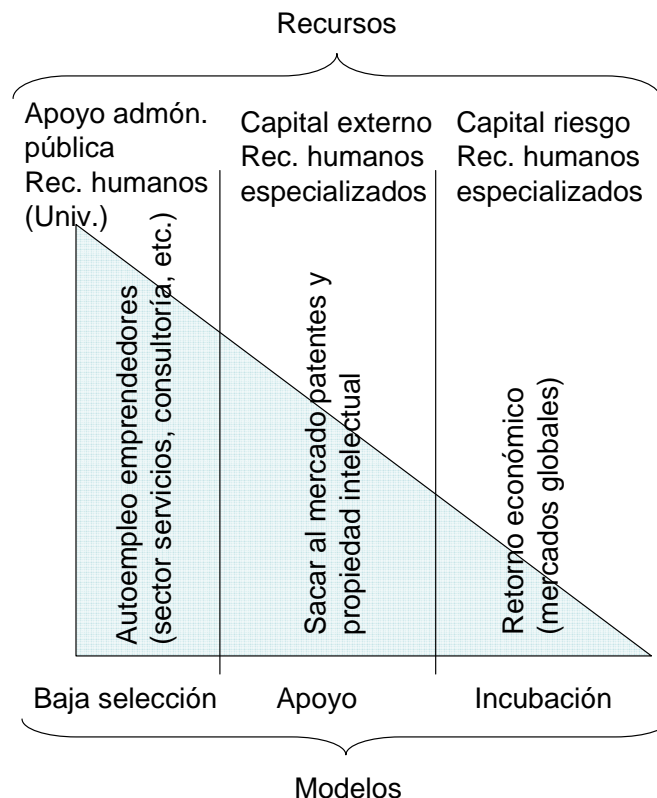 Recursos
Apoyo admón.
pública
Rec. humanos
(Univ.)
Capital externo
Rec. humanos
especializados
Capital riesgo
Rec. humanos
especializados
Autoempleo emprendedores
(sector servicios, consultoría, etc.)
Sacar al mercado patentes y
propiedad intelectual
Retorno económico
(mercados globales)
Baja selección
Apoyo
Incubación
Modelos